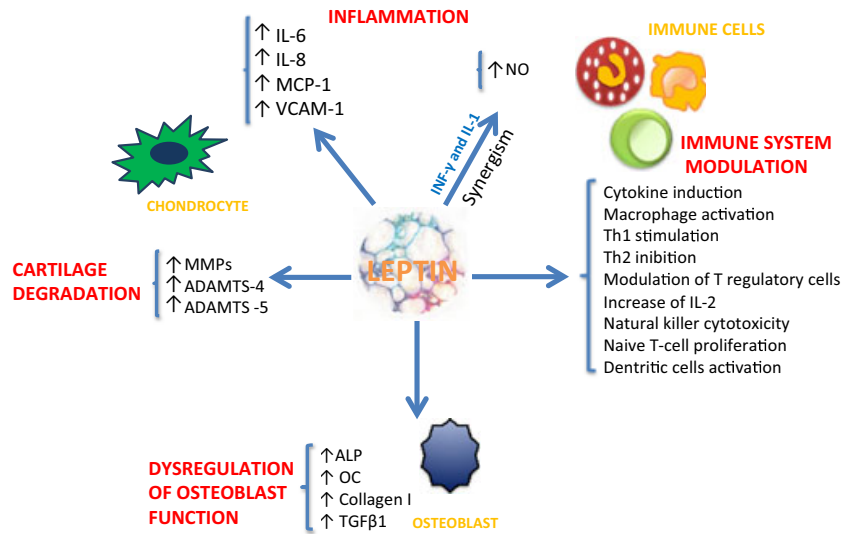 INFLAMMATION
↑ IL-6
↑ IL-8
↑ MCP-1
↑ VCAM-1
↑ NO
INF-γ and IL-1
Synergism
IMMUNE CELLS
IMMUNE SYSTEM
MODULATION
Cytokine induction
Macrophage activation
Th1 stimulation
Th2 inibition
Modulation of T regulatory cells
Increase of IL-2
Natural killer cytotoxicity
Naive T-cell proliferation
Dentritic cells activation
CHONDROCYTE
LEPTIN
CARTILAGE
DEGRADATION
↑ MMPs
↑ ADAMTS-4
↑ ADAMTS -5
DYSREGULATION
OF OSTEOBLAST
FUNCTION
↑ ALP
↑ OC
↑ Collagen I
↑ TGFβ1
OSTEOBLAST